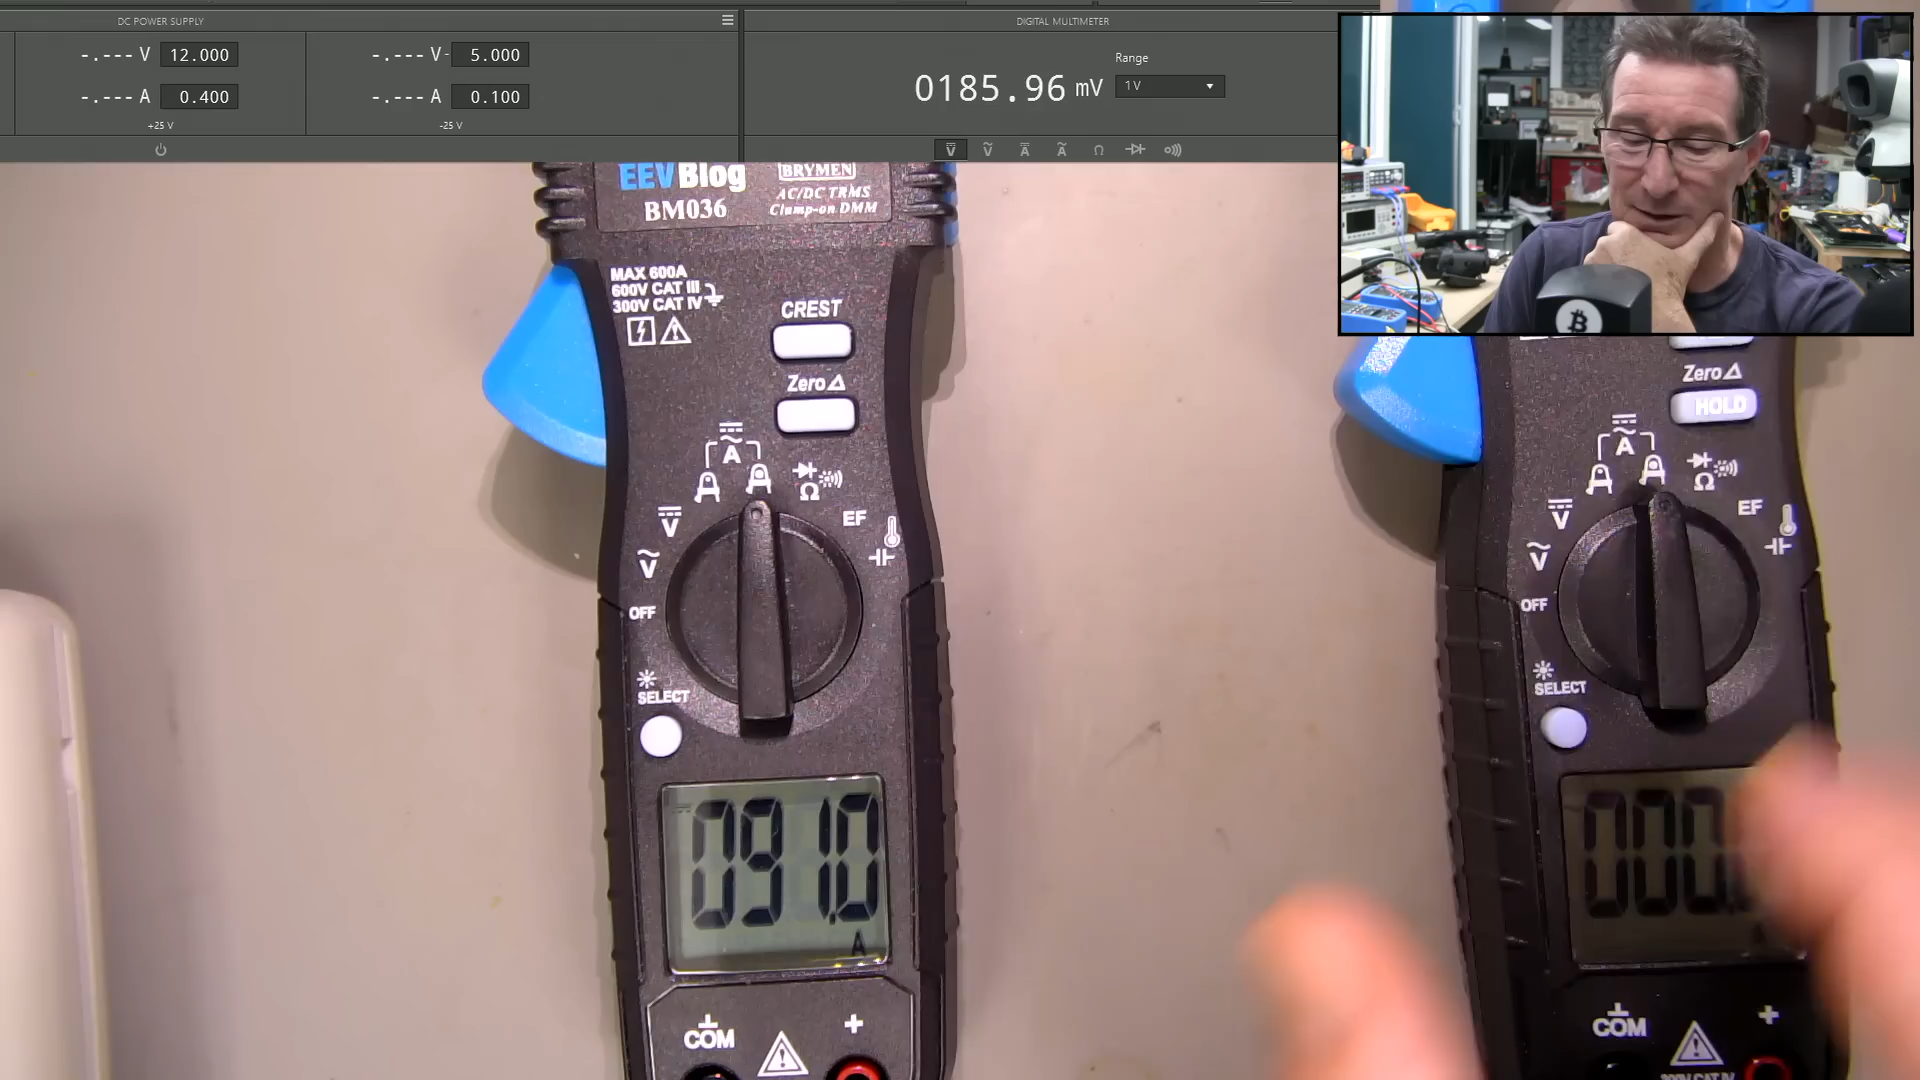 DC POWER SUPPLY
-.--- V 12.000
-.--- A 0.400
+25 V
-.--- V- 5.000
-.--- A 0.100
-25 V
DIGITAL MULTIMETER
0185.96 mV
Range
1V
EEVBlog
BM036
BRYMEN
AC/DC TRMS
Clamp-on DMM
MAX 600A
600V CAT III
300V CAT IV
CREST
Zero Δ
A
V
V
OFF
Ω
EF
SELECT
091.0
A
COM
+
Zero Δ
HOLD
A
V
V
OFF
Ω
EF
SELECT
000
COM
+